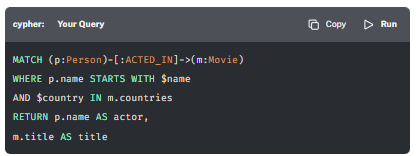 cypher: Your Query Copy Run
MATCH (p:Person)-[:ACTED_IN]->(m:Movie)
WHERE p.name STARTS WITH $name
AND $country IN m.countries
RETURN p.name AS actor,
m.title AS title